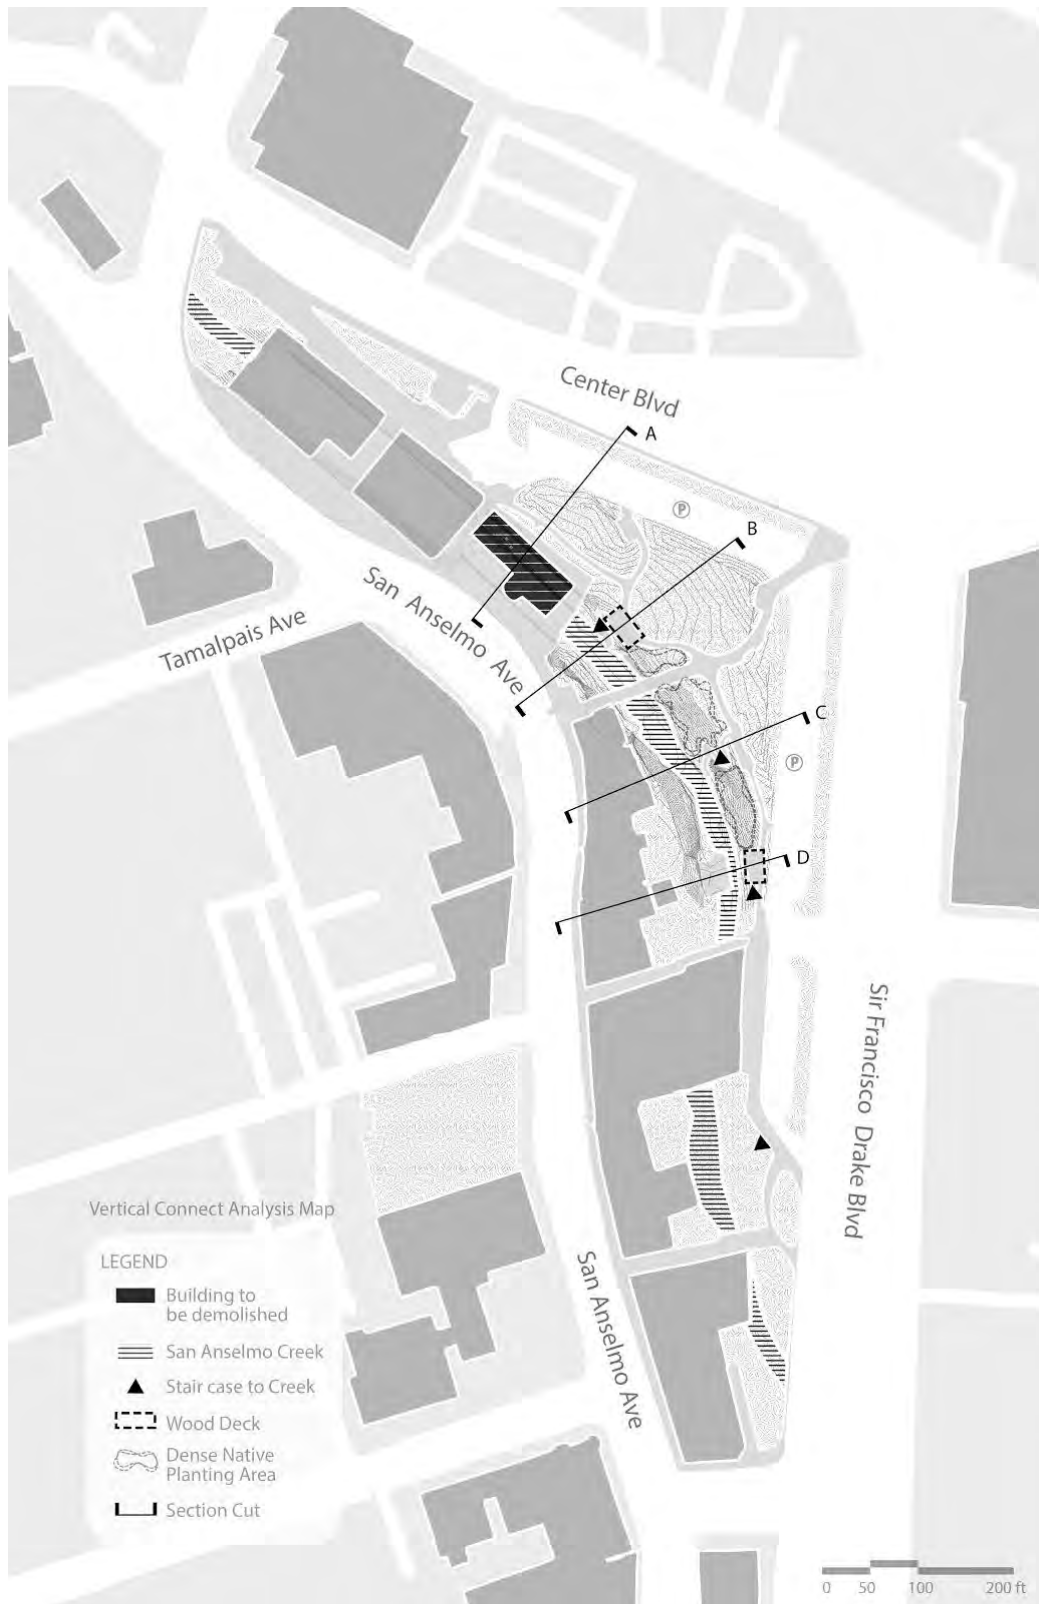 Center Blvd
A
P
B
San Anselmo Ave
Tamalpais Ave
C
P
D
Sir Francisco Drake Blvd
San Anselmo Ave
Vertical Connect Analysis Map
LEGEND
Building to
be demolished
San Anselmo Creek
Stair case to Creek
Wood Deck
Dense Native
Planting Area
Section Cut
0 50 100 200 ft